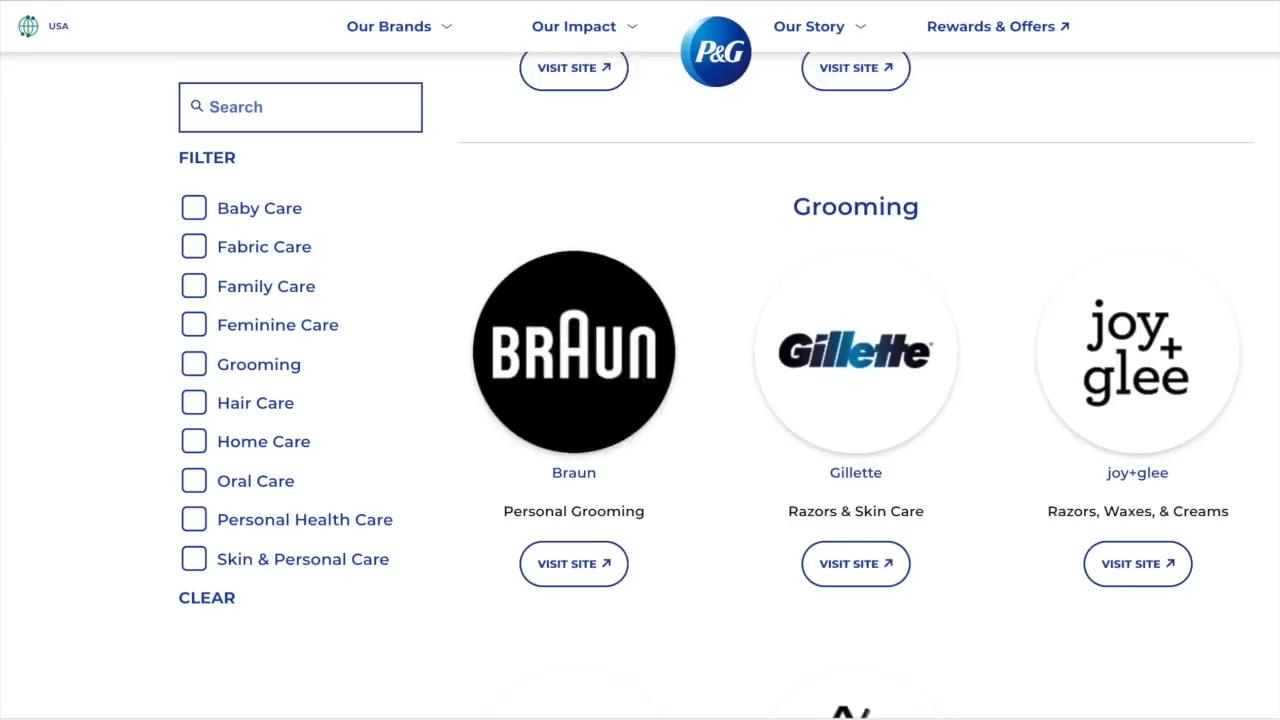 USA
Our Brands
Our Impact
P&G
Our Story
Rewards & Offers
VISIT SITE
VISIT SITE
Search
FILTER
Baby Care
Fabric Care
Family Care
Feminine Care
Grooming
Hair Care
Home Care
Oral Care
Personal Health Care
Skin & Personal Care
CLEAR
Grooming
BRAUN
Gillette
joy+
glee
Braun
Gillette
joy+glee
Personal Grooming
Razors & Skin Care
Razors, Waxes, & Creams
VISIT SITE
VISIT SITE
VISIT SITE